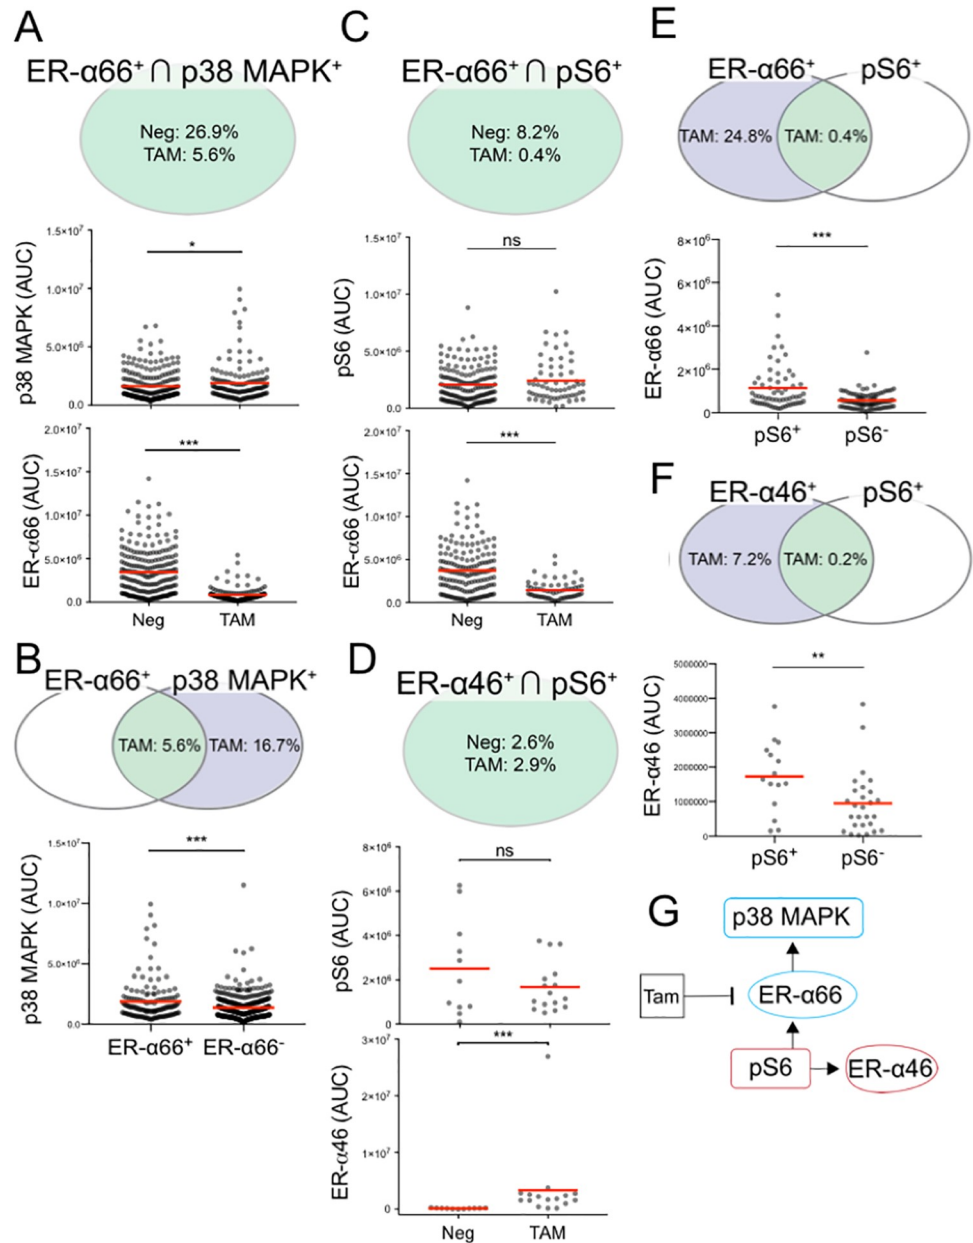 A
ER-α66⁺ ∩ p38 MAPK⁺
Neg: 26.9%
TAM: 5.6%
p38 MAPK (AUC)
1.5×10⁷
1.0×10⁷
5.0×10⁶
0.0
*
ER-α66 (AUC)
2.0×10⁷
1.5×10⁷
1.0×10⁷
5.0×10⁶
0.0
***
Neg TAM
B
ER-α66⁺ p38 MAPK⁺
TAM: 5.6% TAM: 16.7%
p38 MAPK (AUC)
1.5×10⁷
1.0×10⁷
5.0×10⁶
0.0
***
ER-α66⁺ ER-α66⁻
C
ER-α66⁺ ∩ pS6⁺
Neg: 8.2%
TAM: 0.4%
pS6 (AUC)
1.5×10⁷
1.0×10⁷
5.0×10⁶
0.0
ns
ER-α66 (AUC)
2.0×10⁷
1.5×10⁷
1.0×10⁷
5.0×10⁶
0.0
***
Neg TAM
D
ER-α46⁺ ∩ pS6⁺
Neg: 2.6%
TAM: 2.9%
pS6 (AUC)
8×10⁶
6×10⁶
4×10⁶
2×10⁶
0
ns
ER-α46 (AUC)
3×10⁷
2×10⁷
1×10⁷
0
***
Neg TAM
E
ER-α66⁺ pS6⁺
TAM: 24.8% TAM: 0.4%
ER-α66 (AUC)
8×10⁶
6×10⁶
4×10⁶
2×10⁶
0
***
pS6⁺ pS6⁻
F
ER-α46⁺ pS6⁺
TAM: 7.2% TAM: 0.2%
ER-α46 (AUC)
5000000
4000000
3000000
2000000
1000000
0
**
pS6⁺ pS6⁻
G
p38 MAPK
Tam ER-α66
pS6 ER-α46